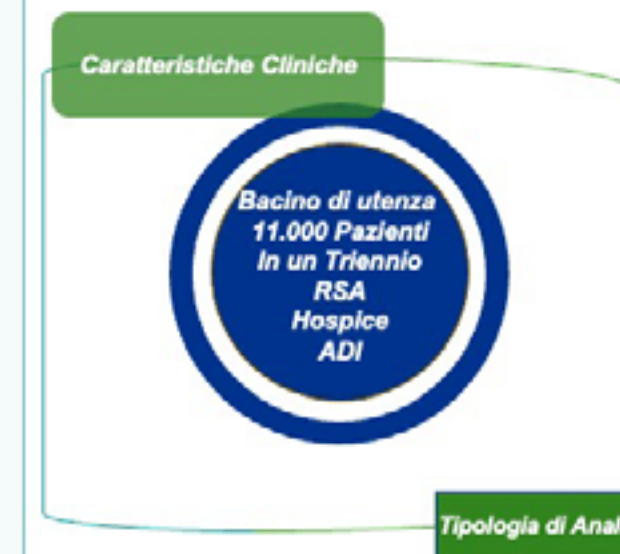 Caratteristiche Cliniche
Bacino di utenza
11.000 Pazienti
In un Triennio
RSA
Hospice
ADI
Tipologia di Anal